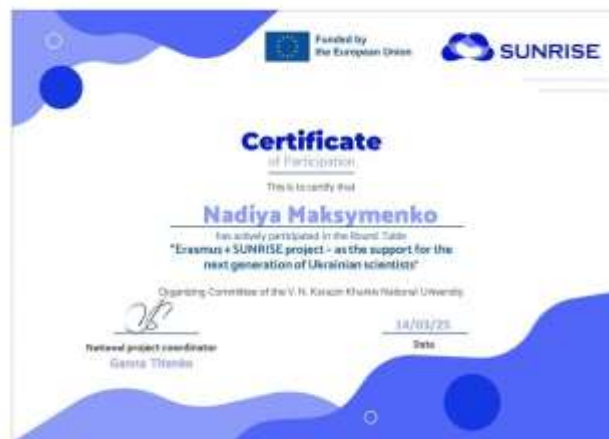 Funded by
the European Union
SUNRISE
Certificate
of Participation
This is to certify that
Nadiya Maksymenko
has actively participated in the Round Table
"Erasmus+ SUNRISE project – as the support for the
next generation of Ukrainian scientists"
Organizing Committee of the V. N. Karazin Kharkiv National University
14/03/25
National project coordinator
Date
Ganna Titenko